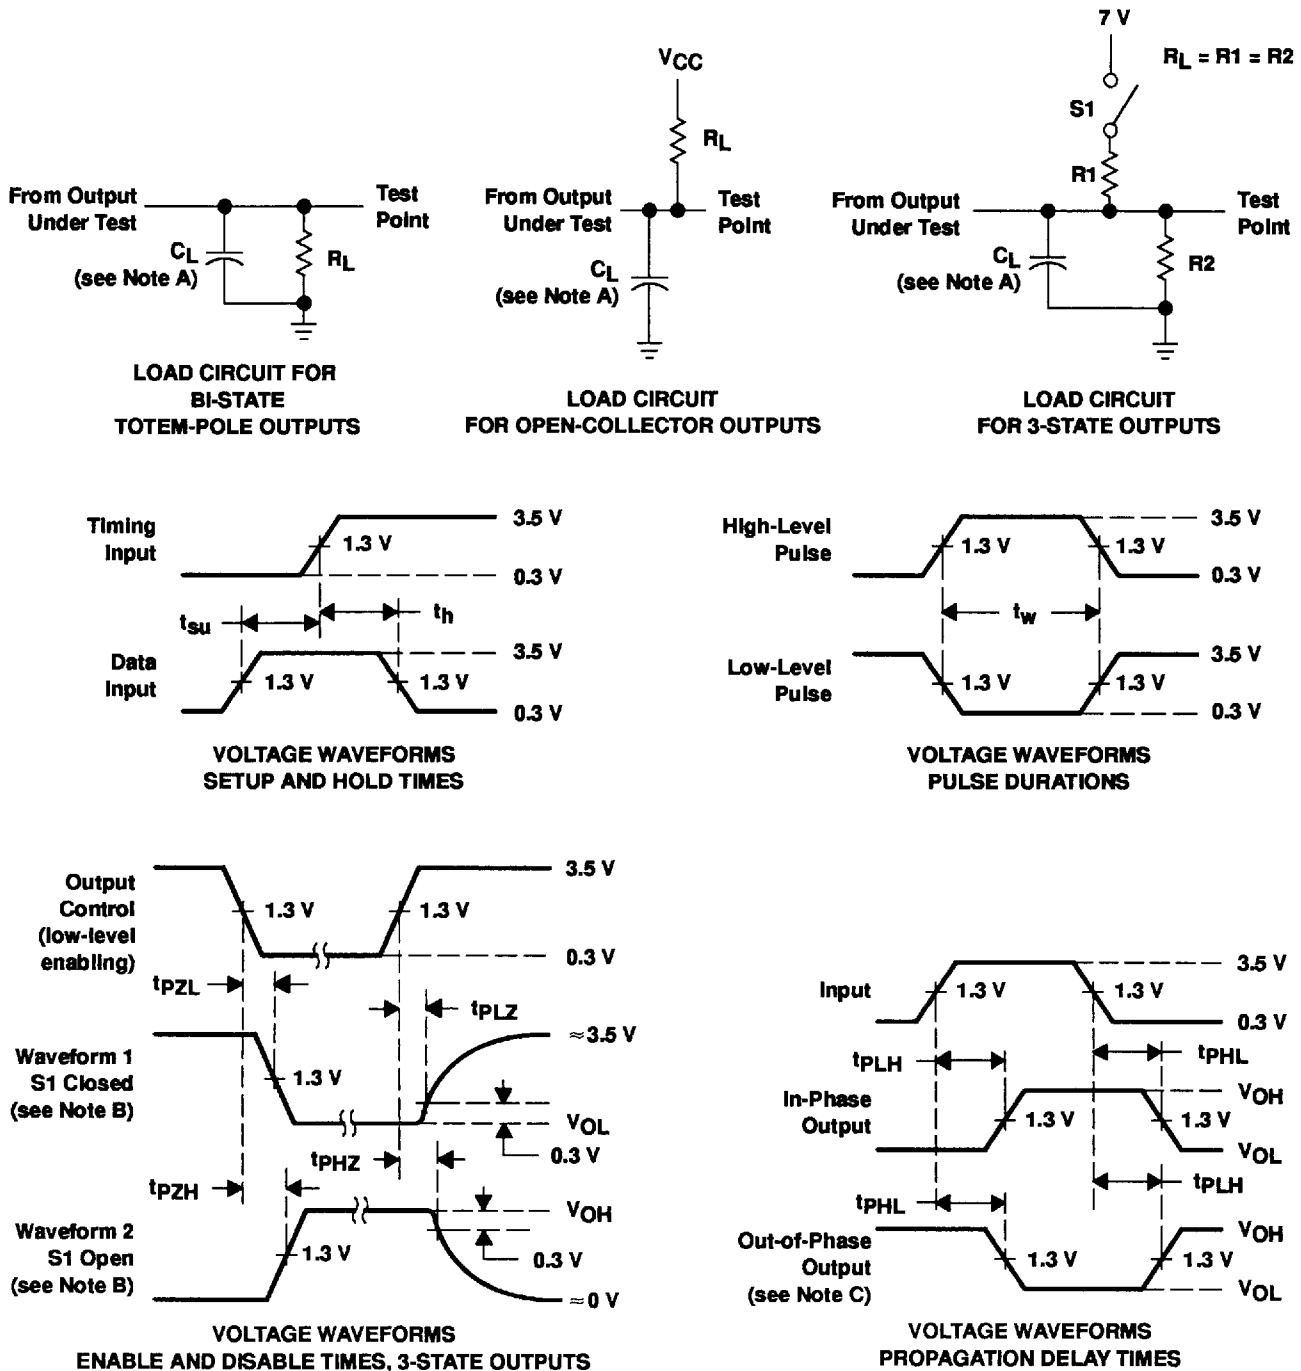 7 V
RL = R1 = R2
VCC
S1
RL
R1
From Output
Under Test
Test
Point
CL
(see Note A)
RL
From Output
Under Test
Test
Point
CL
(see Note A)
From Output
Under Test
Test
Point
CL
(see Note A)
R2
LOAD CIRCUIT FOR
BI-STATE
TOTEM-POLE OUTPUTS
LOAD CIRCUIT
FOR OPEN-COLLECTOR OUTPUTS
LOAD CIRCUIT
FOR 3-STATE OUTPUTS
Timing
Input
1.3 V
3.5 V
0.3 V
tsu
th
Data
Input
1.3 V
1.3 V
3.5 V
0.3 V
VOLTAGE WAVEFORMS
SETUP AND HOLD TIMES
High-Level
Pulse
1.3 V
1.3 V
3.5 V
0.3 V
tw
Low-Level
Pulse
1.3 V
1.3 V
3.5 V
0.3 V
VOLTAGE WAVEFORMS
PULSE DURATIONS
Output
Control
(low-level
enabling)
1.3 V
1.3 V
3.5 V
0.3 V
tPZL
tPLZ
Waveform 1
S1 Closed
(see Note B)
1.3 V
≈3.5 V
VOL
0.3 V
tPHZ
tPZH
Waveform 2
S1 Open
(see Note B)
1.3 V
VOH
0.3 V
≈0 V
VOLTAGE WAVEFORMS
ENABLE AND DISABLE TIMES, 3-STATE OUTPUTS
Input
1.3 V
1.3 V
3.5 V
0.3 V
tPLH
tPHL
In-Phase
Output
1.3 V
1.3 V
VOH
VOL
tPHL
tPLH
Out-of-Phase
Output
(see Note C)
1.3 V
1.3 V
VOH
VOL
VOLTAGE WAVEFORMS
PROPAGATION DELAY TIMES